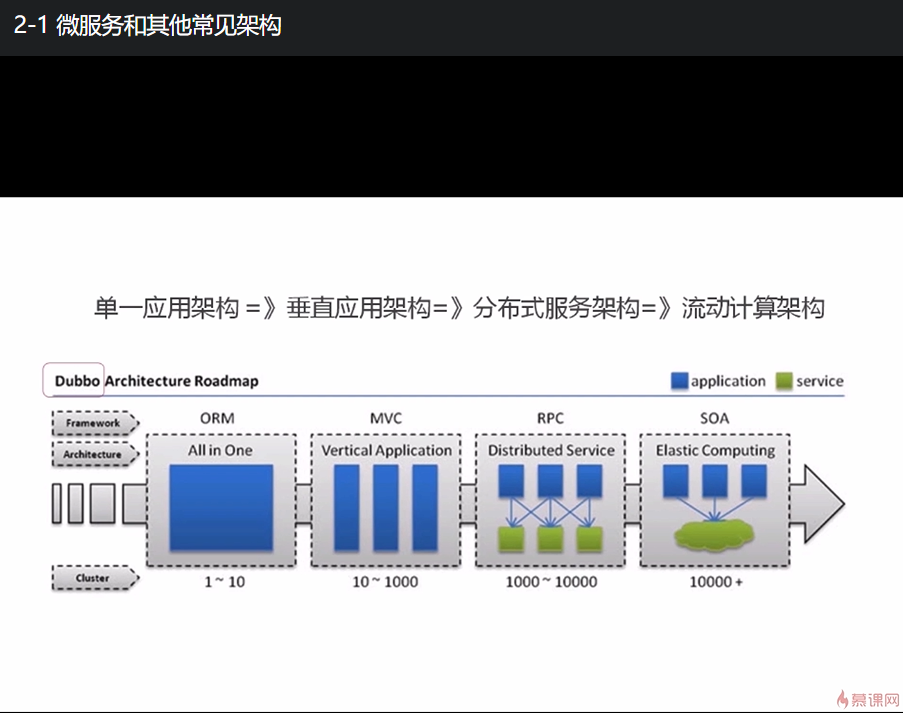 2-1 微服务和其他常见架构
单一应用架构 =》垂直应用架构=》分布式服务架构=》流动计算架构
Dubbo Architecture Roadmap
application service
Framework
ORM MVC RPC SOA
Architecture
All in One Vertical Application Distributed Service Elastic Computing
Cluster
1 ~ 10 10 ~ 1000 1000 ~ 10000 10000 +
慕课网